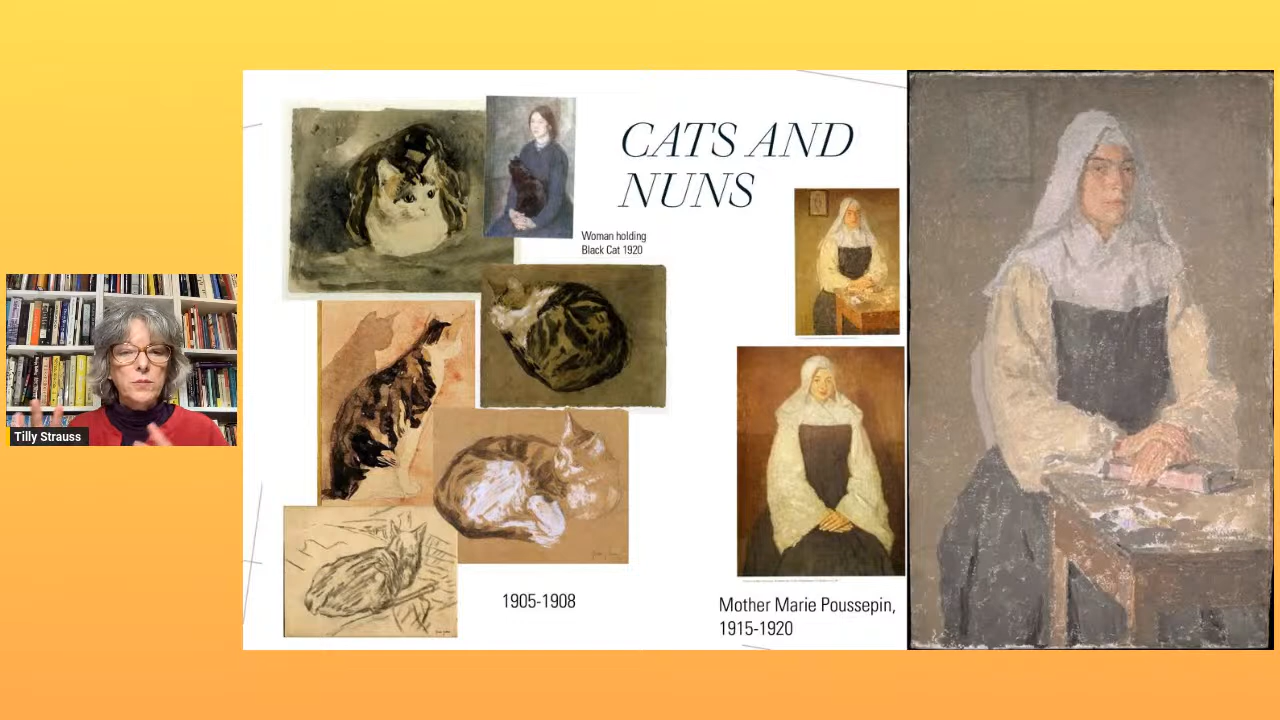 CATS AND
NUNS
Woman holding
Black Cat 1920
Tilly Strauss
1905-1908
Mother Marie Poussepin,
1915-1920